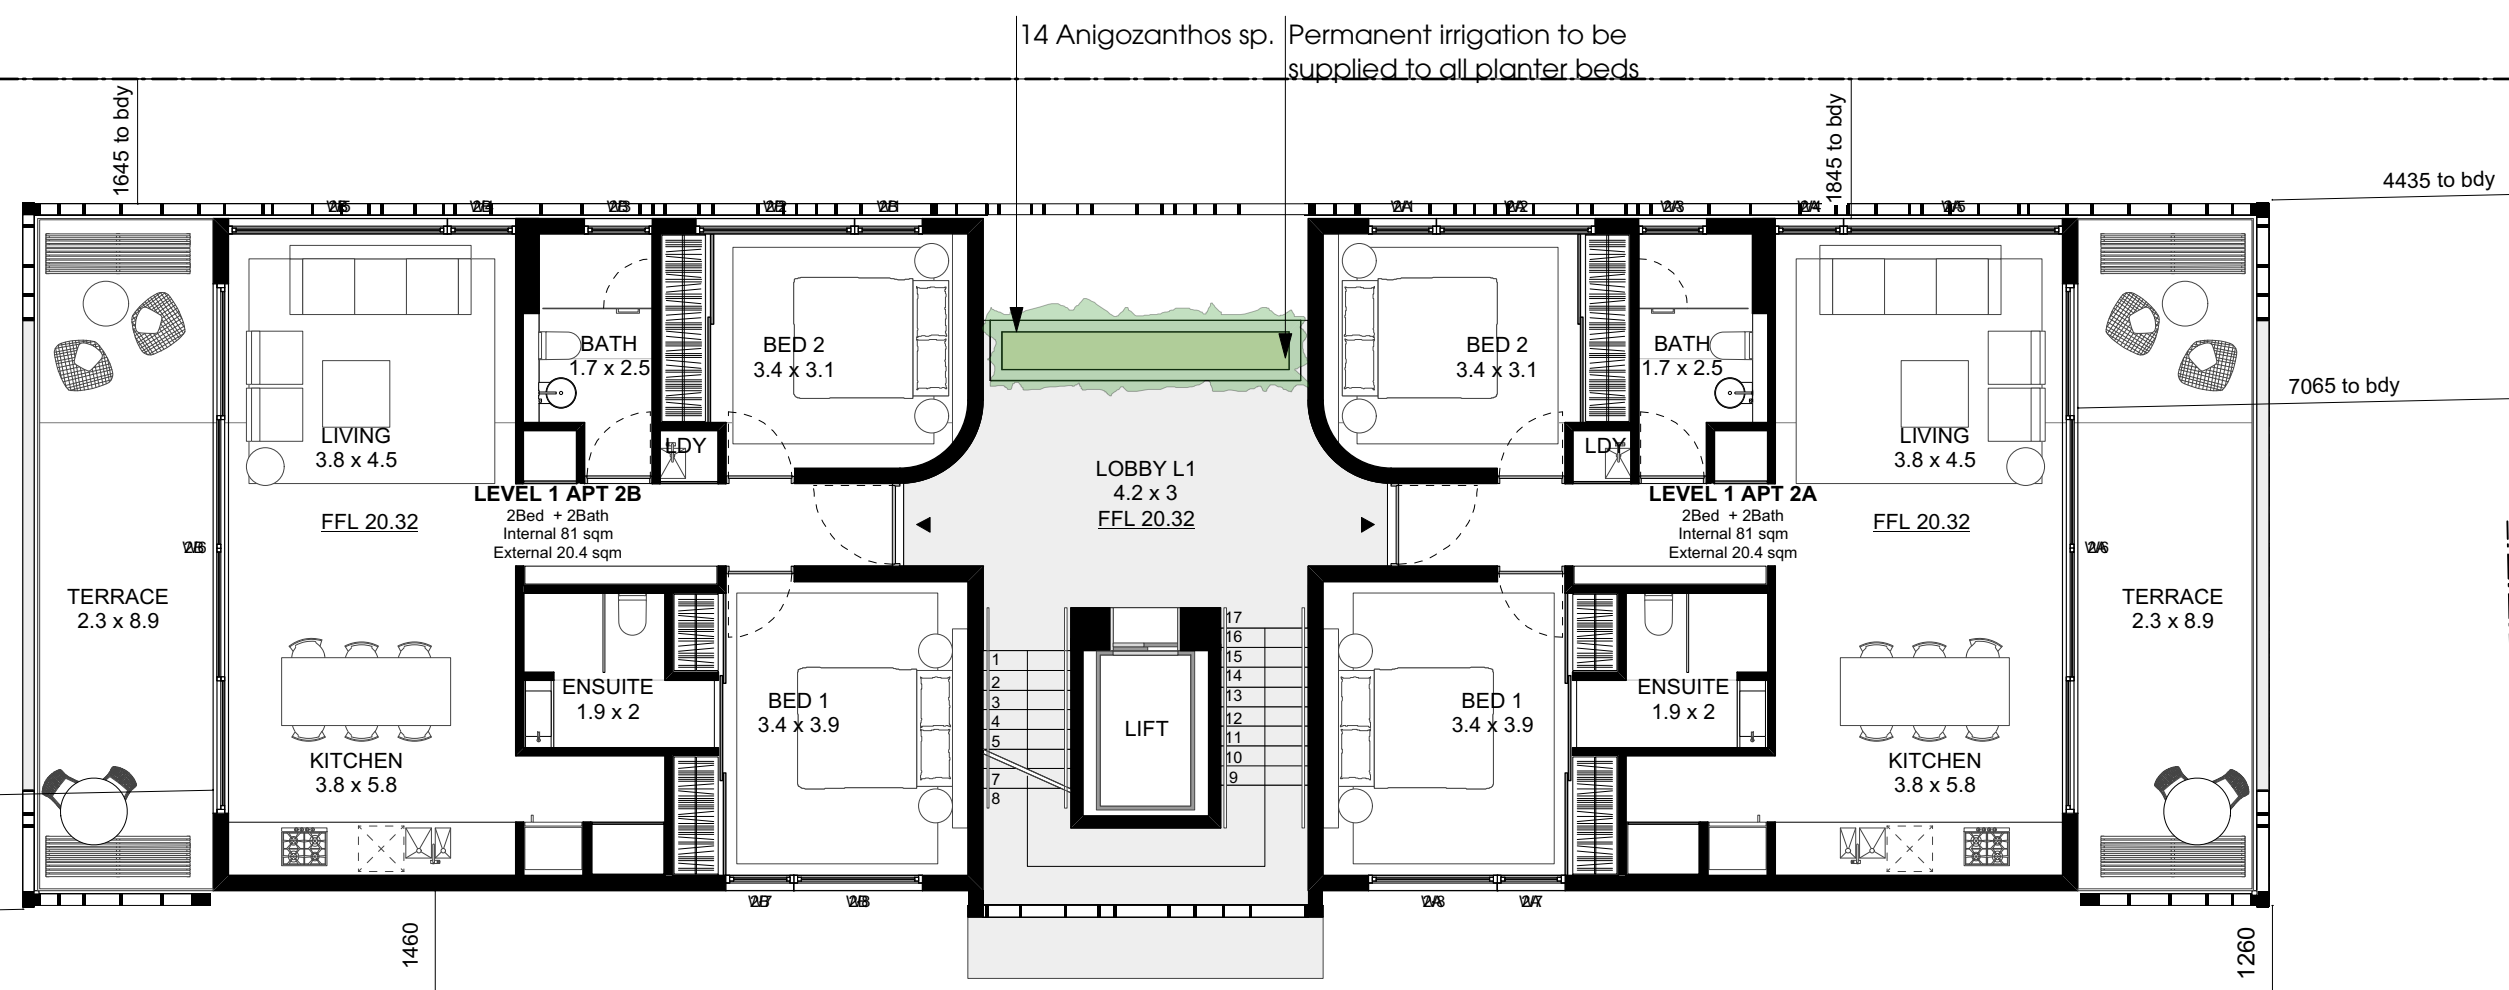 14 Anigozanthos sp.
Permanent irrigation to be
supplied to all planter beds
1645 to bdy
1845 to bdy
4435 to bdy
7065 to bdy
BATH
1.7 x 2.5
BED 2
3.4 x 3.1
BED 2
3.4 x 3.1
BATH
1.7 x 2.5
LIVING
3.8 x 4.5
LDY
LOBBY L1
4.2 x 3
FFL 20.32
LDY
LIVING
3.8 x 4.5
LEVEL 1 APT 2B
2Bed + 2Bath
Internal 81 sqm
External 20.4 sqm
FFL 20.32
LEVEL 1 APT 2A
2Bed + 2Bath
Internal 81 sqm
External 20.4 sqm
FFL 20.32
TERRACE
2.3 x 8.9
TERRACE
2.3 x 8.9
ENSUITE
1.9 x 2
BED 1
3.4 x 3.9
1
2
3
4
5
7
8
LIFT
17
16
15
14
13
12
11
10
9
BED 1
3.4 x 3.9
ENSUITE
1.9 x 2
KITCHEN
3.8 x 5.8
KITCHEN
3.8 x 5.8
1460
1260